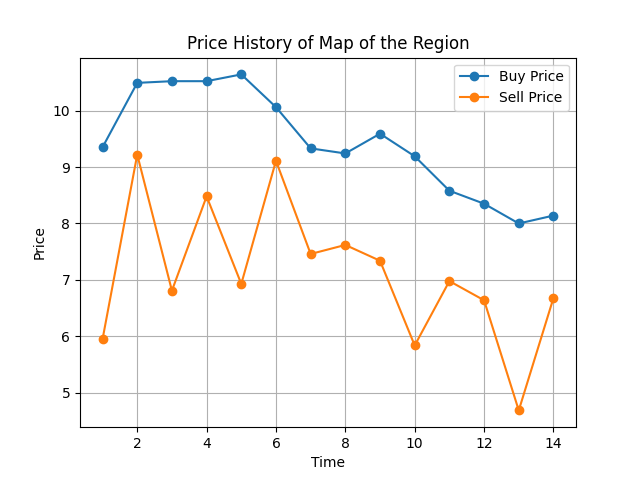 Price History of Map of the Region
Buy Price
Sell Price
Price
10
9
8
7
6
5
2 4 6 8 10 12 14
Time